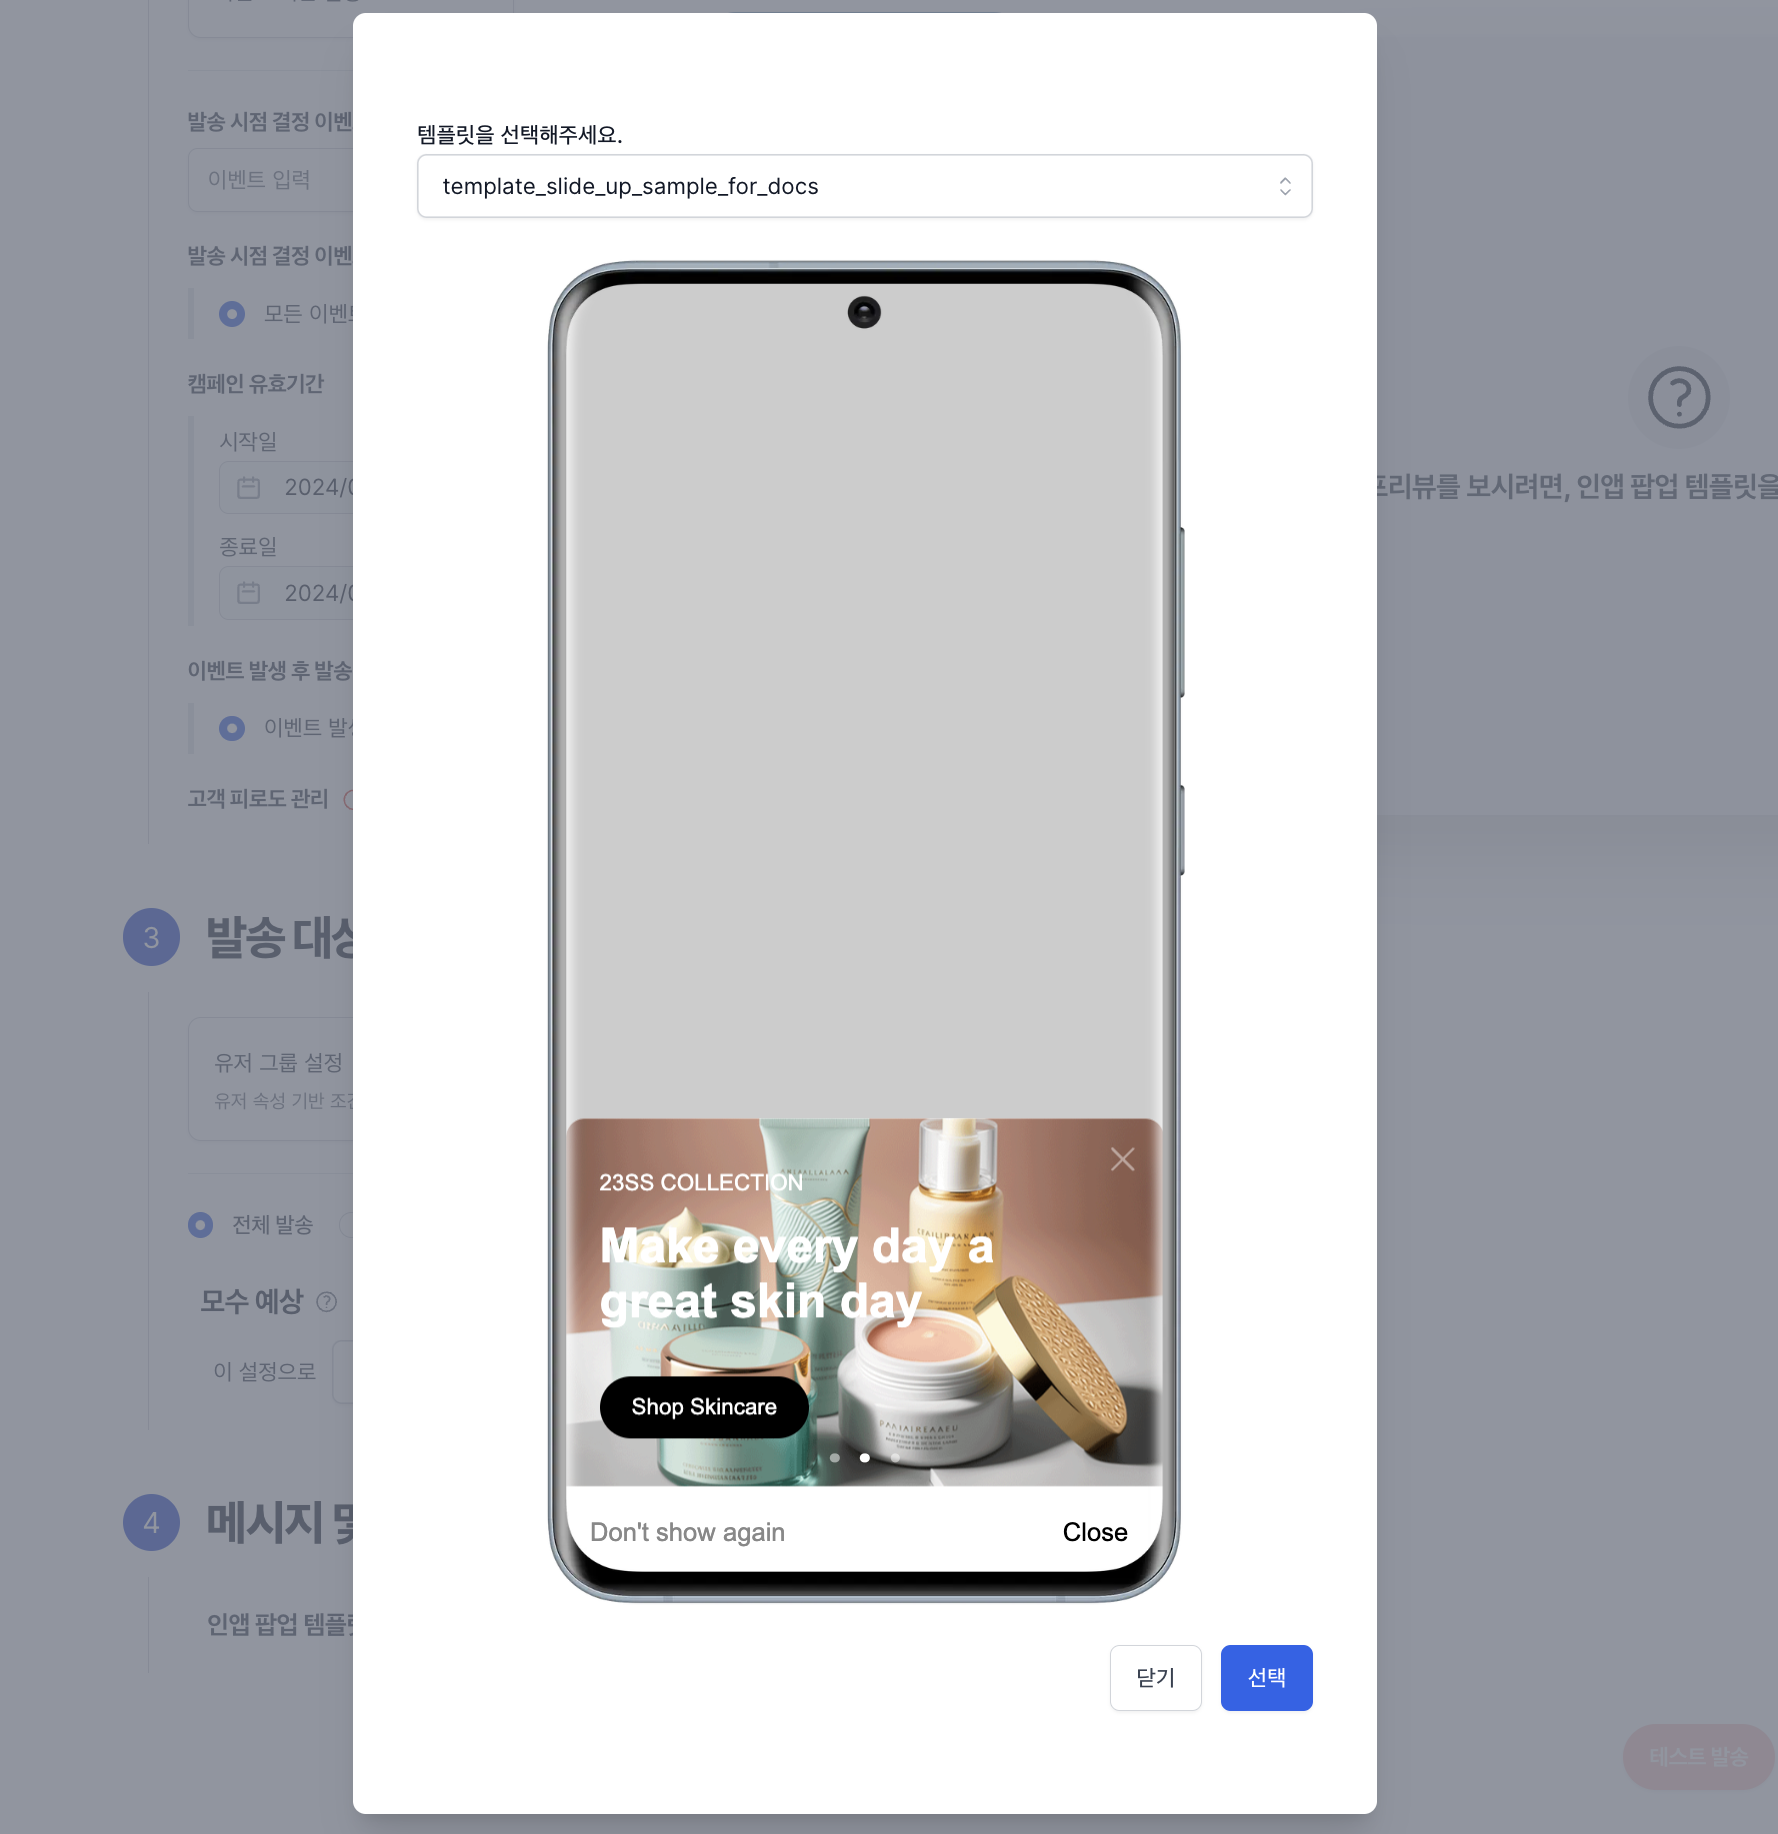 발송 시점 결정 이벤
이벤트 입력
발송 시점 결정 이벤
모든 이벤트
캠페인 유효기간
시작일
2024/0
종료일
2024/0
이벤트 발생 후 발송
이벤트 발생
고객 피로도 관리
3 발송 대상
유저 그룹 설정
유저 속성 기반 조건
전체 발송
모수 예상
이 설정으로
4 메시지 및
인앱 팝업 템플릿
템플릿을 선택해주세요.
template_slide_up_sample_for_docs
23SS COLLECTION
Make every day a
great skin day
Shop Skincare
Don't show again
Close
닫기
선택
프리뷰를 보시려면, 인앱 팝업 템플릿을
테스트 발송